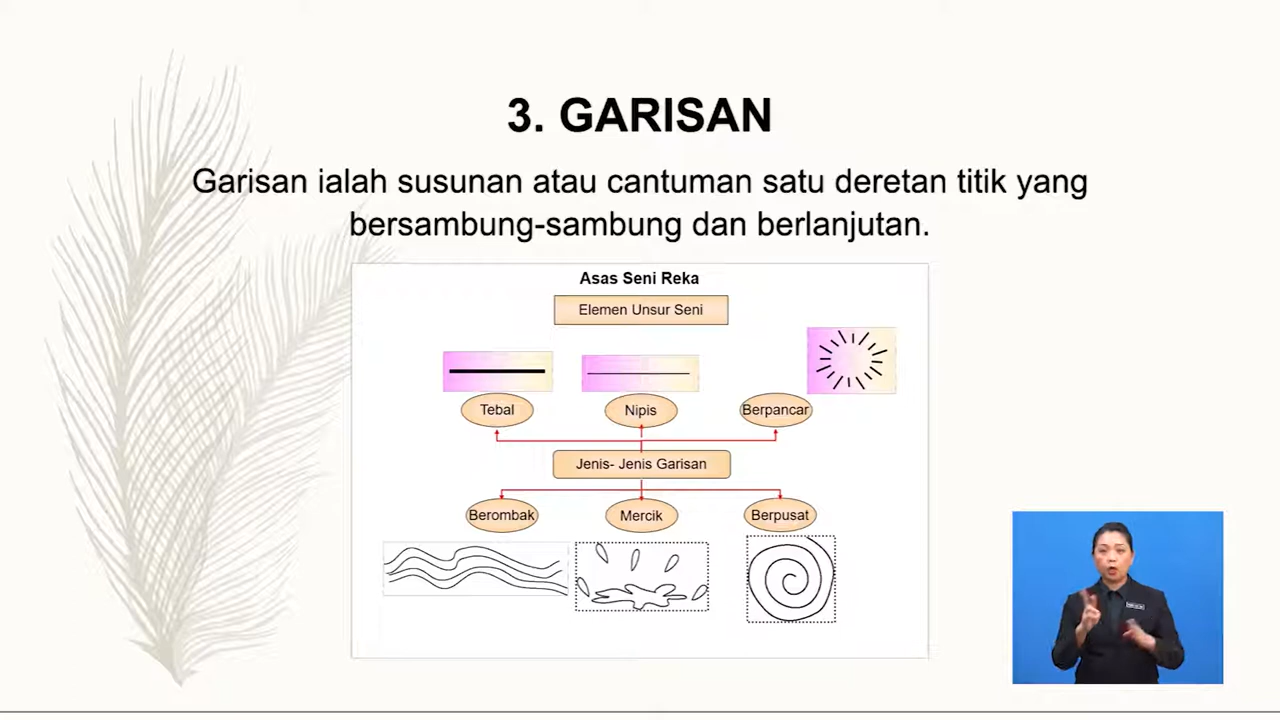 3. GARISAN
Garisan ialah susunan atau cantuman satu deretan titik yang
bersambung-sambung dan berlanjutan.
Asas Seni Reka
Elemen Unsur Seni
Tebal
Nipis
Berpancar
Jenis- Jenis Garisan
Berombak
Mercik
Berpusat